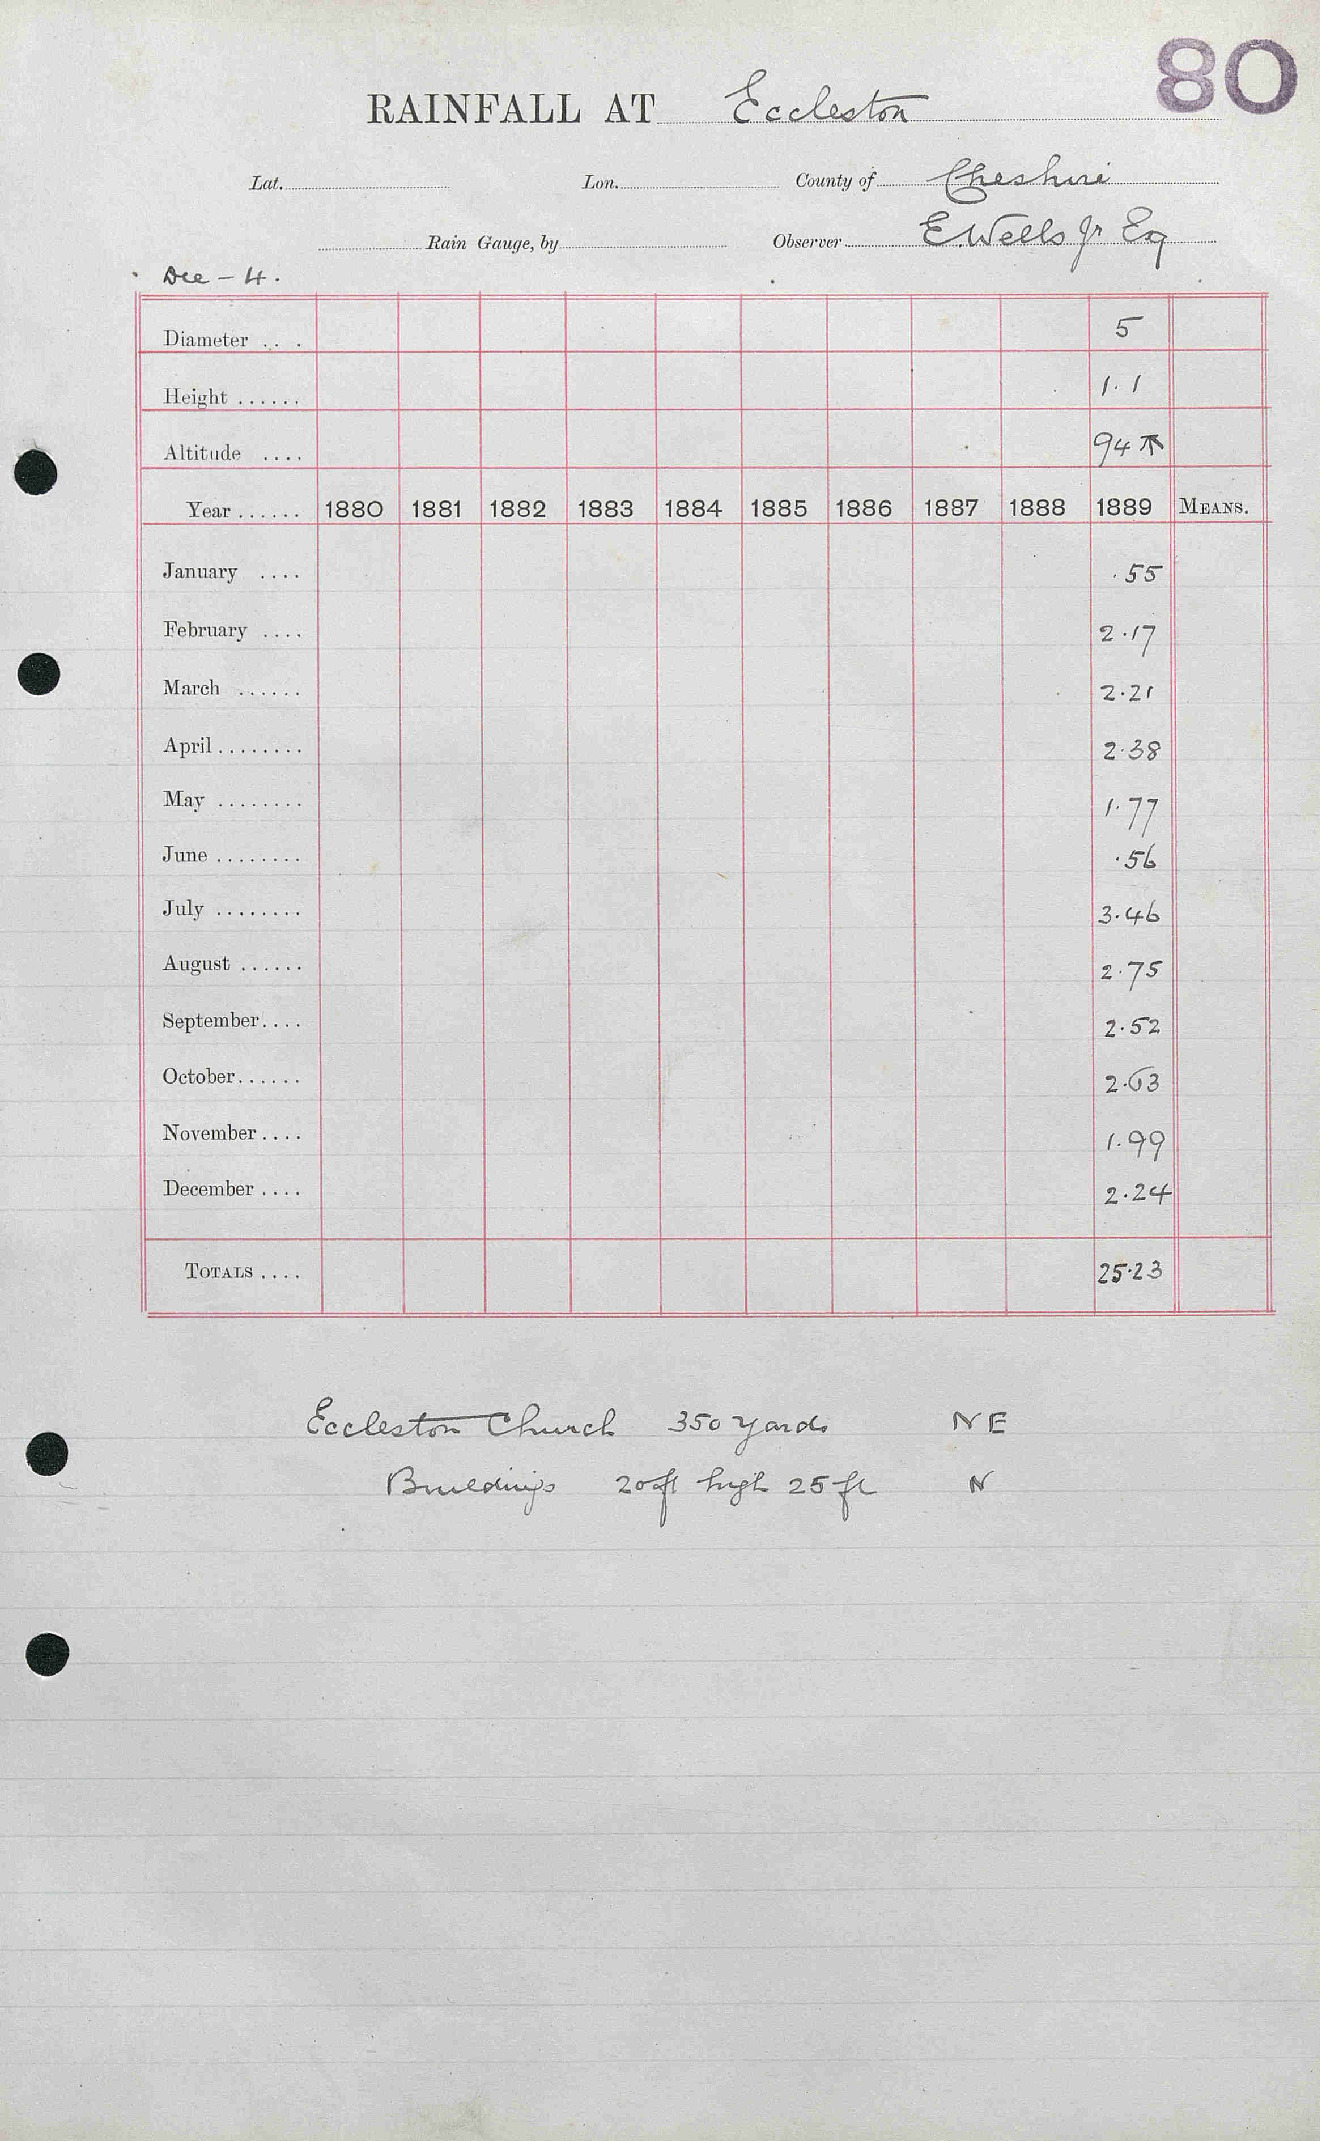 80
RAINFALL AT Eccleston
Lat. Lon. County of Cheshire
Rain Gauge, by Observer E. Wells Jr Esq
Dee - 4.
Diameter . . . 5
Height ...... 1.1
Altitude .... 94
Year ...... 1880 1881 1882 1883 1884 1885 1886 1887 1888 1889 MEANS.
January .... .55
February .... 2.17
March ...... 2.21
April ........ 2.38
May ........ 1.77
June ........ .56
July ........ 3.46
August ...... 2.75
September.... 2.52
October...... 2.63
November.... 1.99
December .... 2.24
TOTALS .... 25.23
Eccleston Church 350 yards NE
Buildings 20ft high 25 ft N